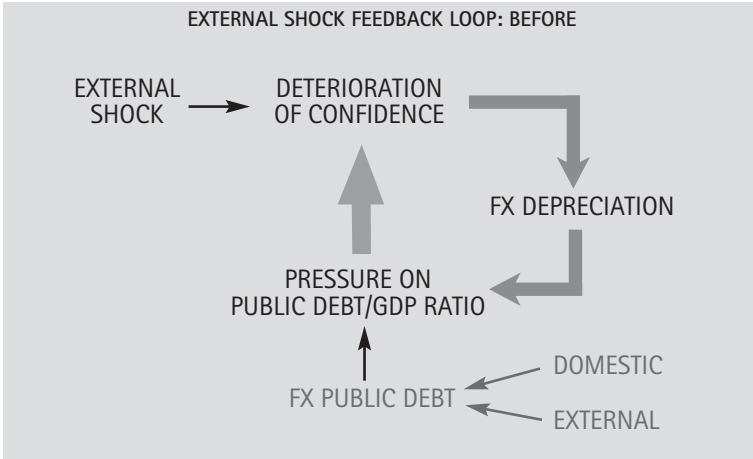 EXTERNAL SHOCK FEEDBACK LOOP: BEFORE
EXTERNAL
SHOCK
DETERIORATION
OF CONFIDENCE
FX DEPRECIATION
PRESSURE ON
PUBLIC DEBT/GDP RATIO
FX PUBLIC DEBT
DOMESTIC
EXTERNAL